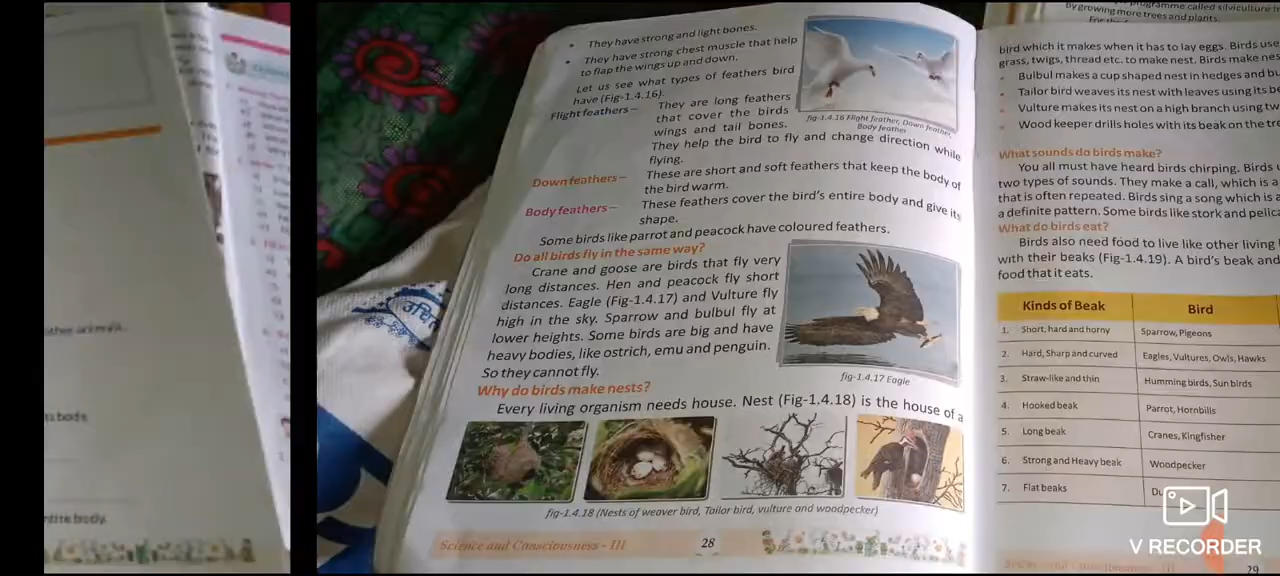 • They have strong and light bones.
• They have strong chest muscle that help
to flap the wings up and down.
Let us see what types of feathers bird
have (Fig-1.4.16).
Flight feathers— They are long feathers
that cover the birds
wings and tail bones.
They help the bird to fly and change direction while
flying.
fig-1.4.16 Flight feather, Down feather,
Body feather
Down feathers— These are short and soft feathers that keep the body of
the bird warm.
Body feathers— These feathers cover the bird's entire body and give its
shape.
Some birds like parrot and peacock have coloured feathers.
Do all birds fly in the same way?
Crane and goose are birds that fly very
long distances. Hen and peacock fly short
distances. Eagle (Fig-1.4.17) and Vulture fly
high in the sky. Sparrow and bulbul fly at
lower heights. Some birds are big and have
heavy bodies, like ostrich, emu and penguin.
So they cannot fly.
fig-1.4.17 Eagle
Why do birds make nests?
Every living organism needs house. Nest (Fig-1.4.18) is the house of a
fig-1.4.18 (Nests of weaver bird, Tailor bird, vulture and woodpecker)
Science and Consciousness - III
28
programme called silviculture
by growing more trees and plants.
bird which it makes when it has to lay eggs. Birds use
grass, twigs, thread etc. to make nest. Birds make
Bulbul makes a cup shaped nest in hedges and
Tailor bird weaves its nest with leaves using its
Vulture makes its nest on a high branch using
Wood keeper drills holes with its beak on the
What sounds do birds make?
You all must have heard birds chirping. Birds
two types of sounds. They make a call, which is a
that is often repeated. Birds sing a song which is a
a definite pattern. Some birds like stork and
What do birds eat?
Birds also need food to live like other living
with their beaks (Fig-1.4.19). A bird's beak and
food that it eats.
Kinds of Beak Bird
1. Short, hard and horny Sparrow, Pigeons
2. Hard, Sharp and curved Eagles, Vultures, Owls, Hawks
3. Straw-like and thin Humming birds, Sun birds
4. Hooked beak Parrot, Hornbills
5. Long beak Cranes, Kingfisher
6. Strong and Heavy beak Woodpecker
7. Flat beaks
29
V RECORDER